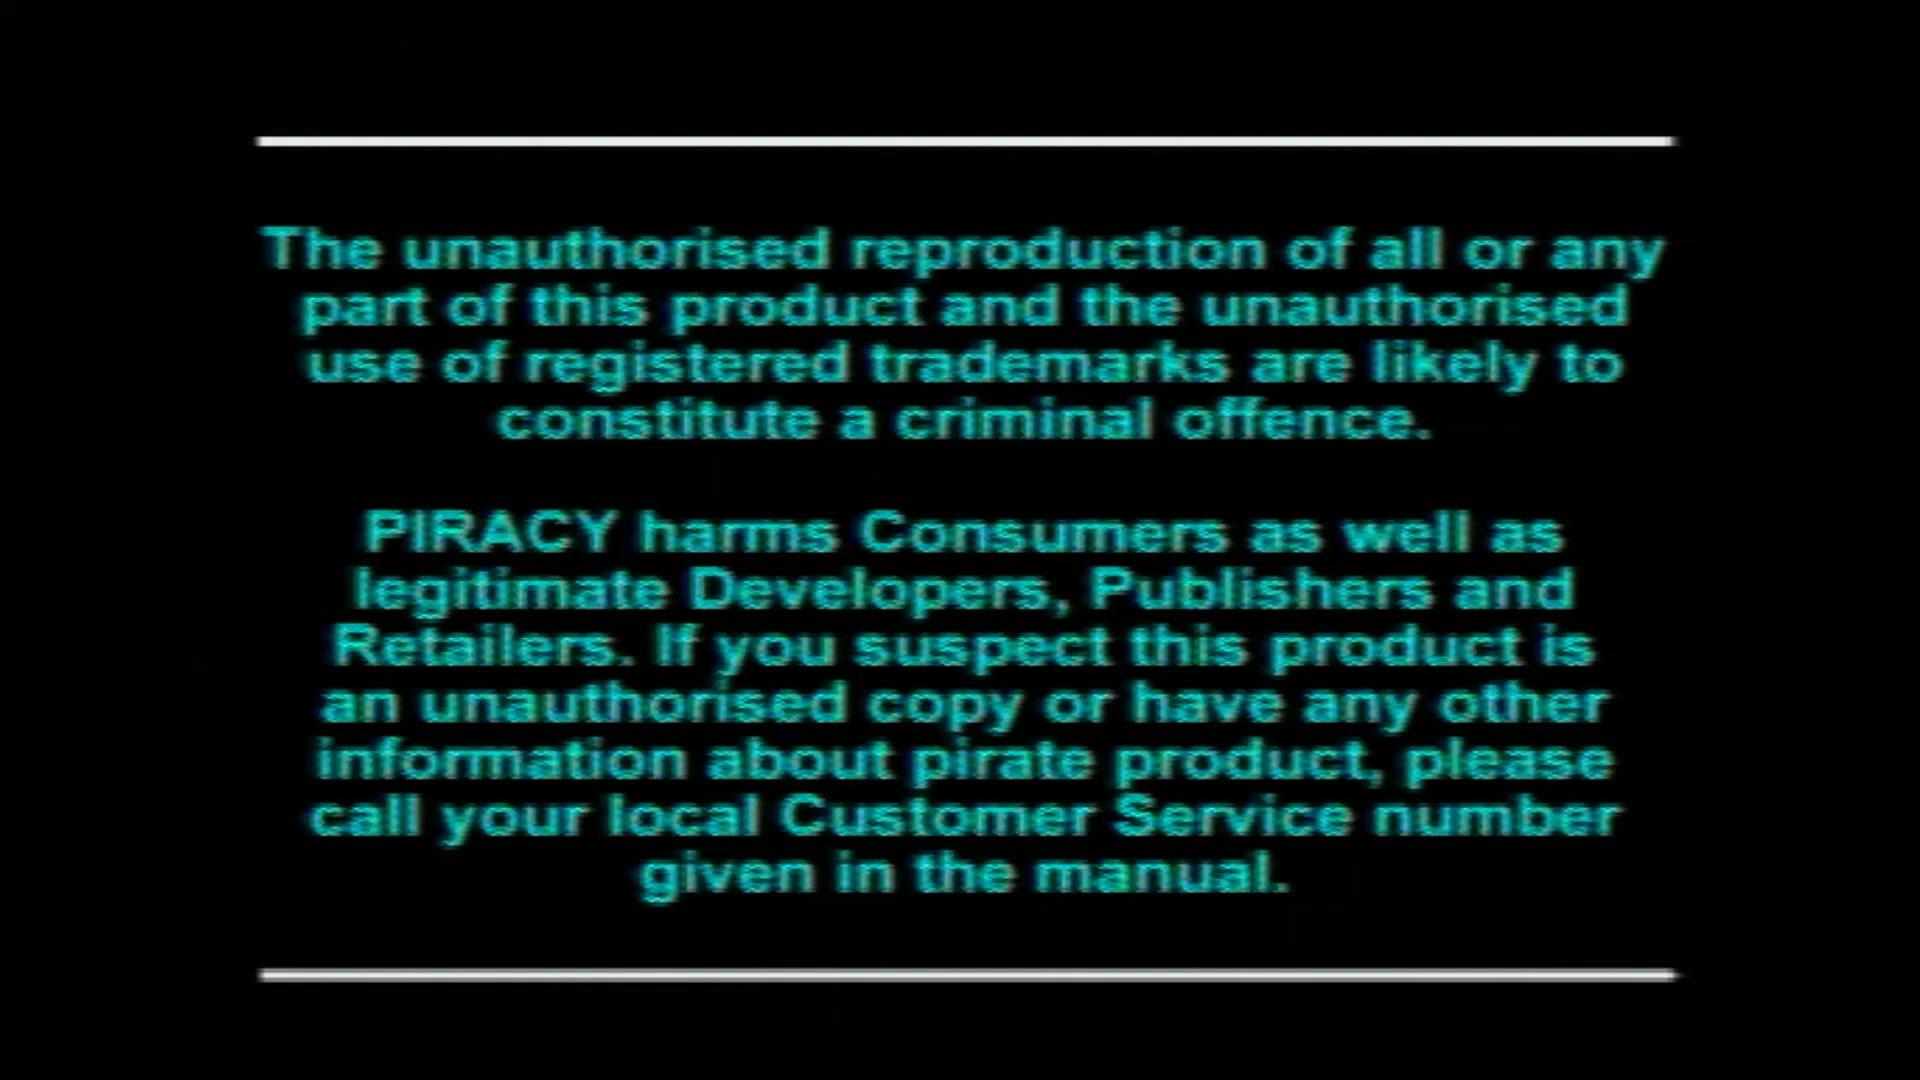 The unauthorised reproduction of all or any
part of this product and the unauthorised
use of registered trademarks are likely to
constitute a criminal offence.
PIRACY harms Consumers as well as
legitimate Developers, Publishers and
Retailers. If you suspect this product is
an unauthorised copy or have any other
information about pirate product, please
call your local Customer Service number
given in the manual.